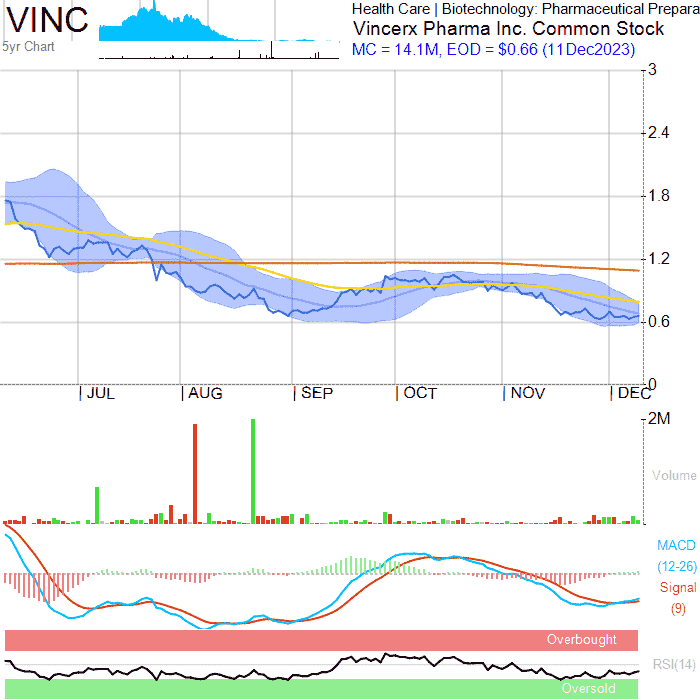 VINC
5yr Chart
Health Care | Biotechnology: Pharmaceutical Prepara
Vincerx Pharma Inc. Common Stock
MC = 14.1M, EOD = $0.66 (11Dec2023)
3
2.4
1.8
1.2
0.6
0
JUL AUG SEP OCT NOV DEC
2M
Volume
MACD
(12-26)
Signal
(9)
Overbought
RSI(14)
Oversold